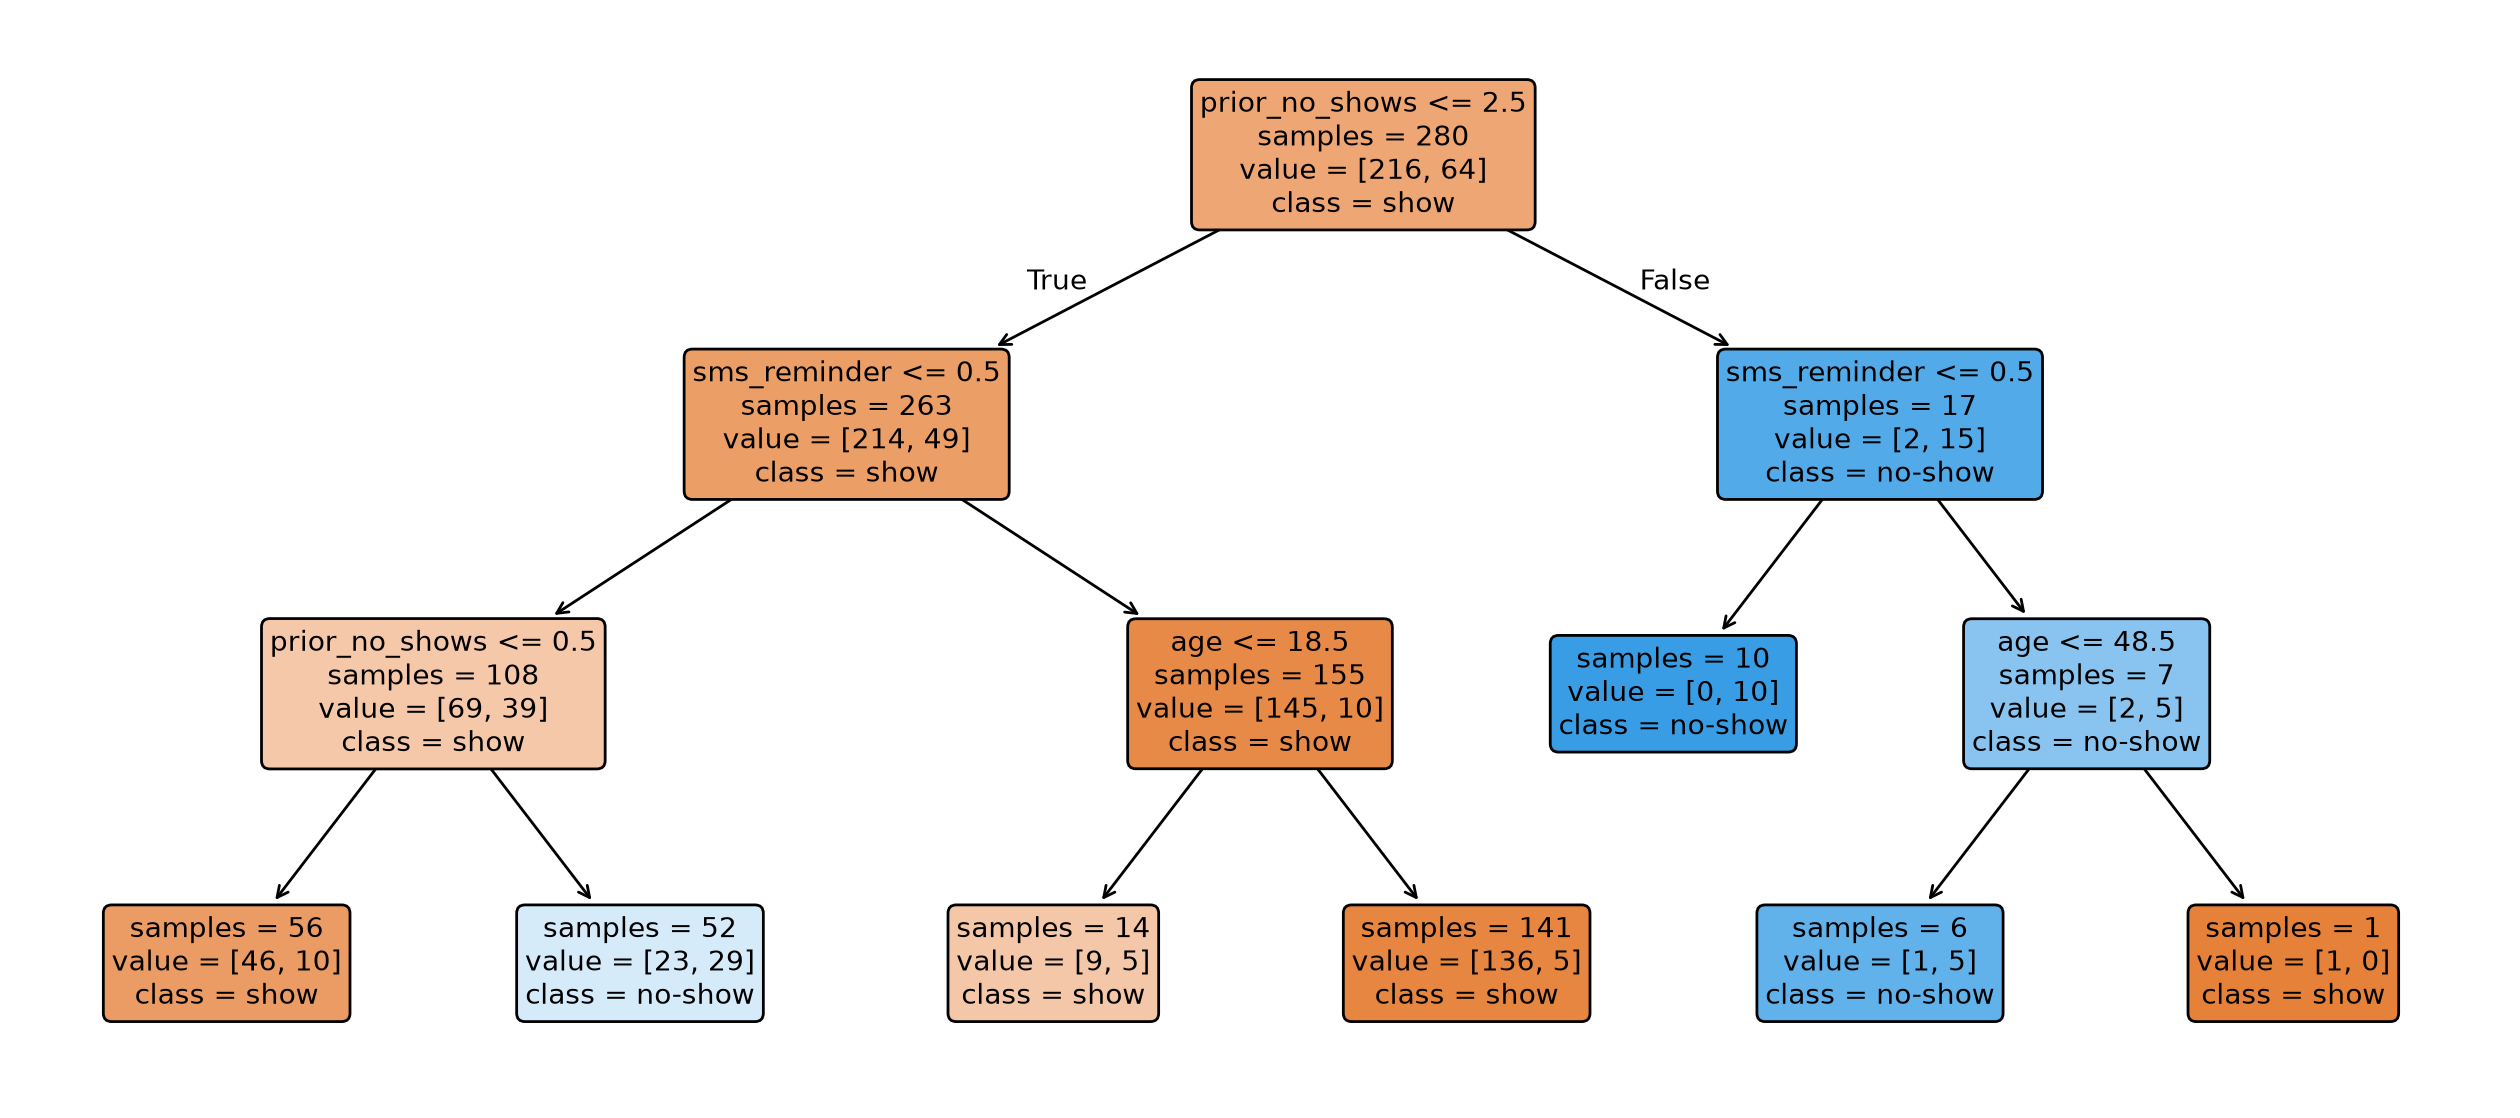 prior_no_shows <= 2.5
samples = 280
value = [216, 64]
class = show
True
False
sms_reminder <= 0.5
samples = 263
value = [214, 49]
class = show
sms_reminder <= 0.5
samples = 17
value = [2, 15]
class = no-show
prior_no_shows <= 0.5
samples = 108
value = [69, 39]
class = show
age <= 18.5
samples = 155
value = [145, 10]
class = show
samples = 10
value = [0, 10]
class = no-show
age <= 48.5
samples = 7
value = [2, 5]
class = no-show
samples = 56
value = [46, 10]
class = show
samples = 52
value = [23, 29]
class = no-show
samples = 14
value = [9, 5]
class = show
samples = 141
value = [136, 5]
class = show
samples = 6
value = [1, 5]
class = no-show
samples = 1
value = [1, 0]
class = show